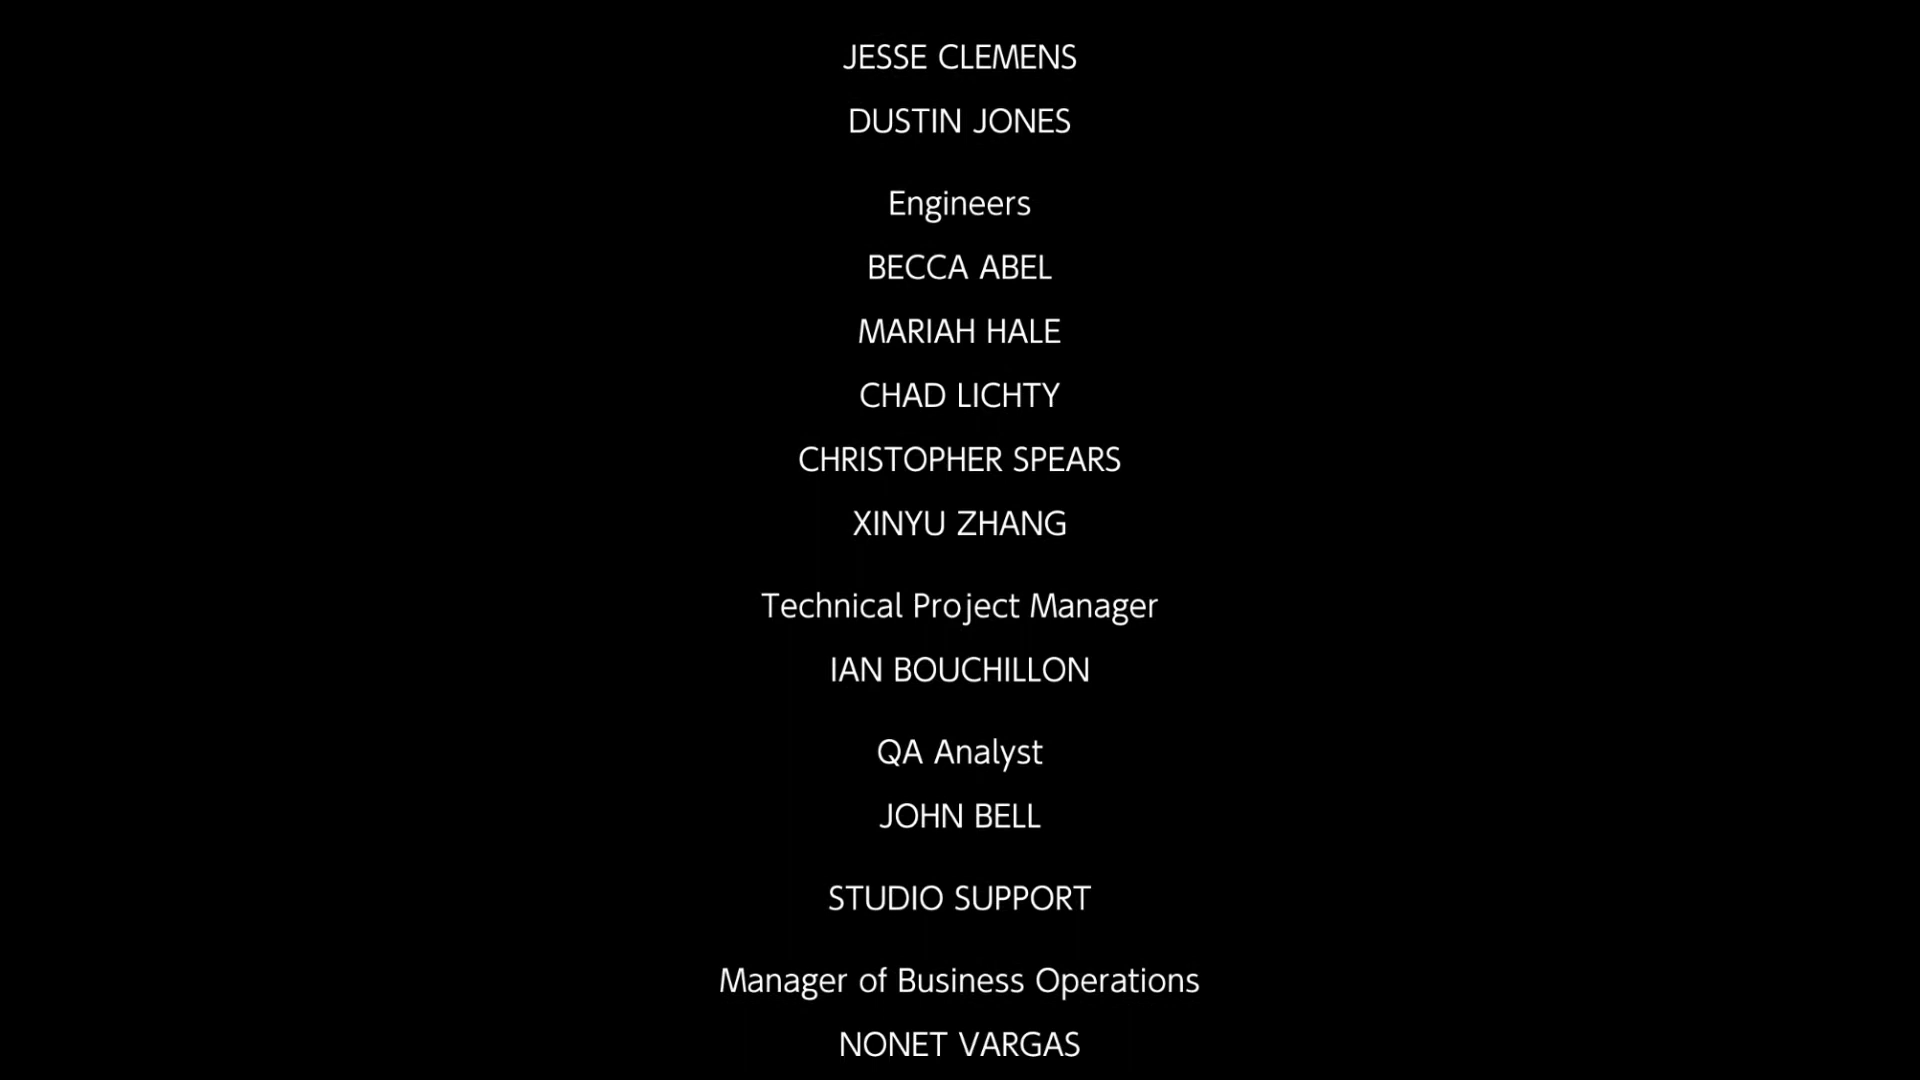 JESSE CLEMENS
DUSTIN JONES
Engineers
BECCA ABEL
MARIAH HALE
CHAD LICHTY
CHRISTOPHER SPEARS
XINYU ZHANG
Technical Project Manager
IAN BOUCHILLON
QA Analyst
JOHN BELL
STUDIO SUPPORT
Manager of Business Operations
NONET VARGAS